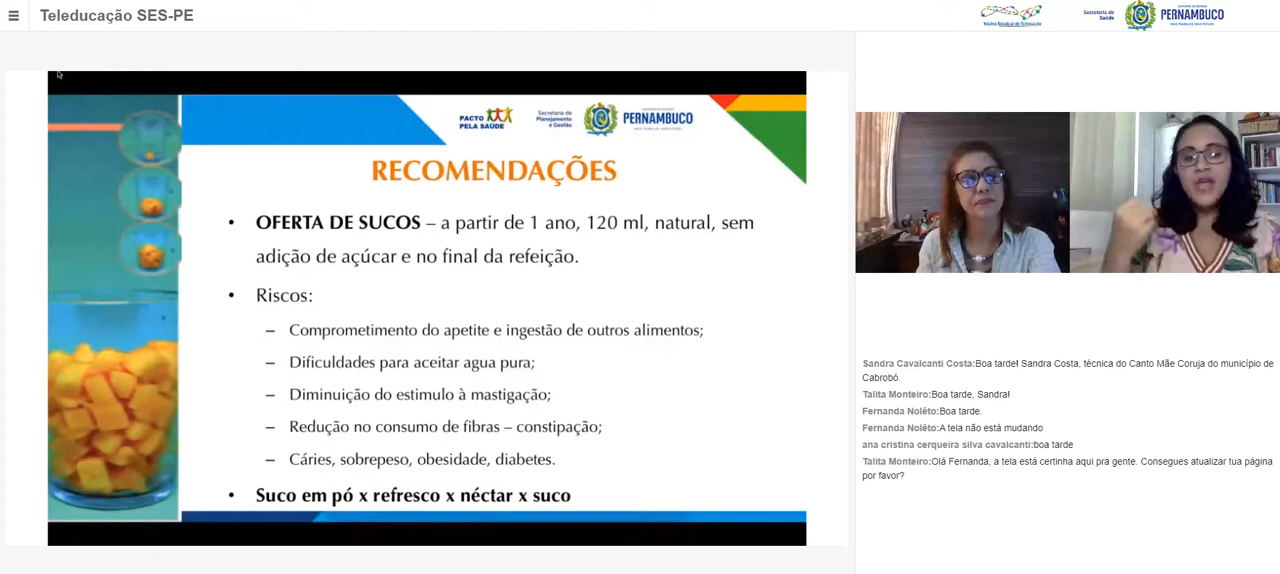 Teleducação SES-PE
Núcleo Estadual de Telessaúde
Secretaria de
Saúde
PERNAMBUCO
PACTO
PELA SAÚDE
Secretaria de
Planejamento
e Gestão
PERNAMBUCO
RECOMENDAÇÕES
• OFERTA DE SUCOS – a partir de 1 ano, 120 ml, natural, sem
adição de açúcar e no final da refeição.
• Riscos:
– Comprometimento do apetite e ingestão de outros alimentos;
– Dificuldades para aceitar agua pura;
– Diminuição do estimulo à mastigação;
– Redução no consumo de fibras – constipação;
– Cáries, sobrepeso, obesidade, diabetes.
• Suco em pó x refresco x néctar x suco
Sandra Cavalcanti Costa:Boa tarde! Sandra Costa, técnica do Canto Mãe Coruja do município de
Cabrobó.
Talita Monteiro:Boa tarde, Sandra!
Fernanda Nolêto:Boa tarde.
Fernanda Nolêto:A tela não está mudando
ana cristina cerqueira silva cavalcanti:boa tarde
Talita Monteiro:Olá Fernanda, a tela está certinha aqui pra gente. Consegues atualizar tua página
por favor?